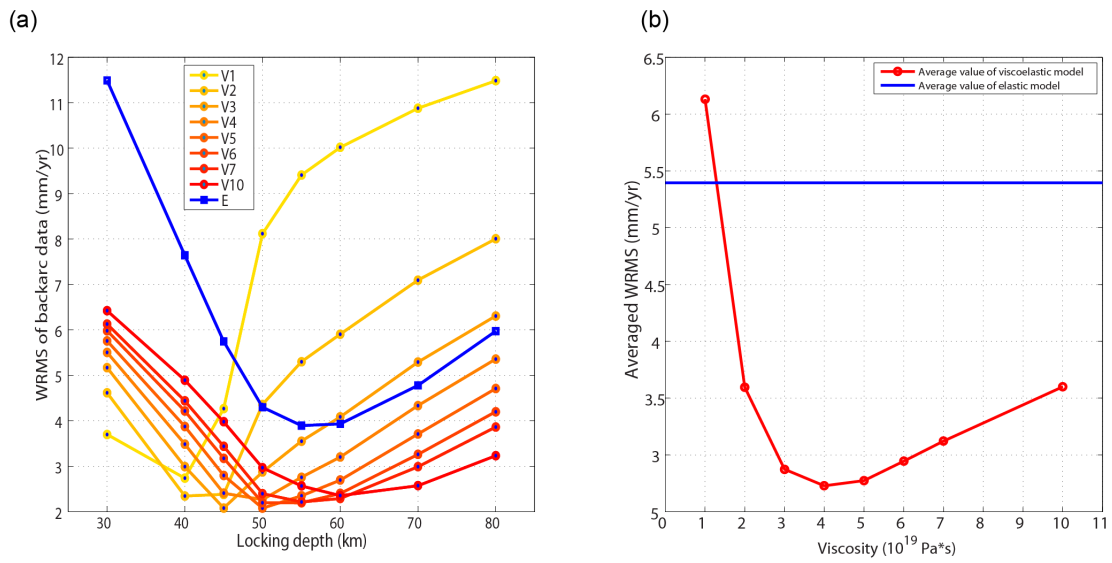 (a)
(b)
12
11
10
9
8
7
6
5
4
3
2
30
40
50
60
70
80
WRMS of backarc data (mm/yr)
Locking depth (km)
V1
V2
V3
V4
V5
V6
V7
V10
E
6.5
6
5.5
5
4.5
4
3.5
3
2.5
5
0
1
2
3
4
5
6
7
8
9
10
11
Averaged WRMS (mm/yr)
Viscosity (10^19 Pa*s)
Average value of viscoelastic model
Average value of elastic model